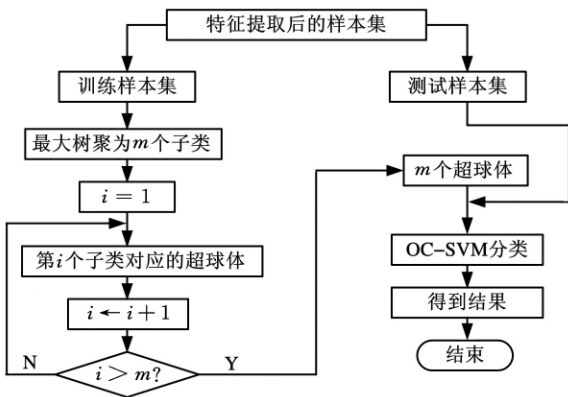 特征提取后的样本集
训练样本集
测试样本集
最大树聚为m个子类
m个超球体
i = 1
第i个子类对应的超球体
OC-SVM分类
i ← i + 1
得到结果
N
i > m?
Y
结束